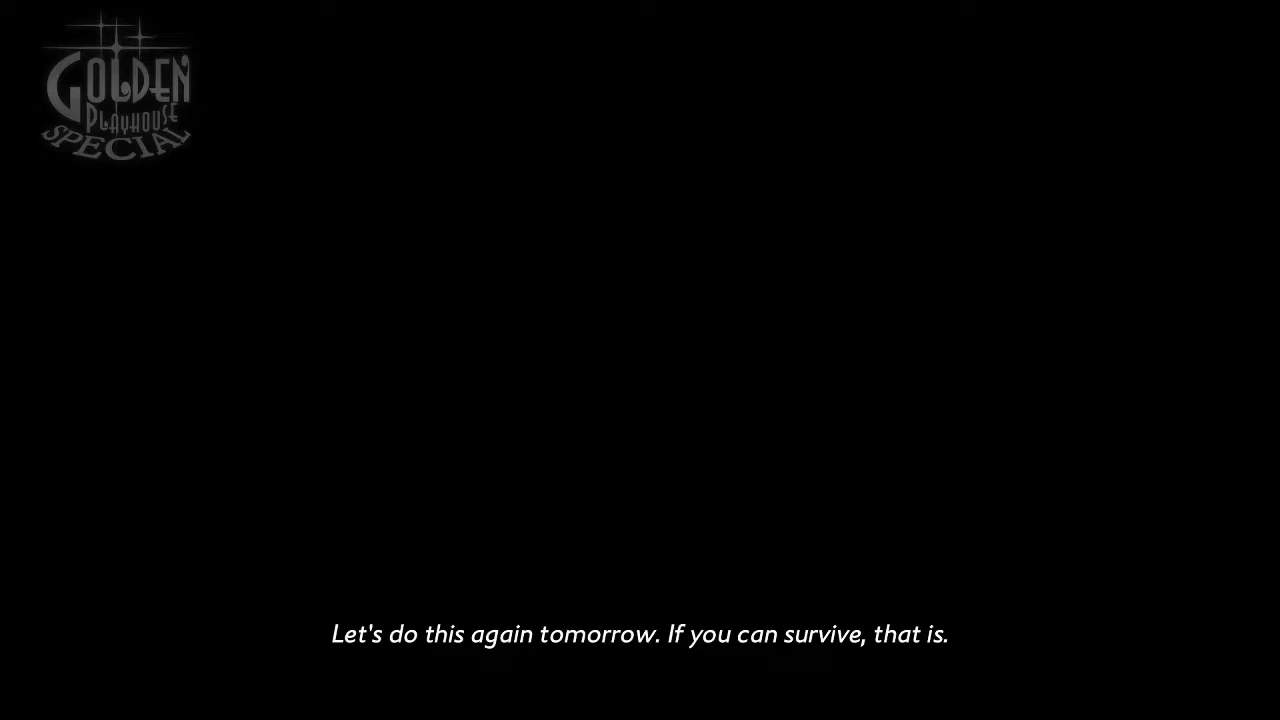 GOLDEN
PLAYHOUSE
SPECIAL
Let's do this again tomorrow. If you can survive, that is.